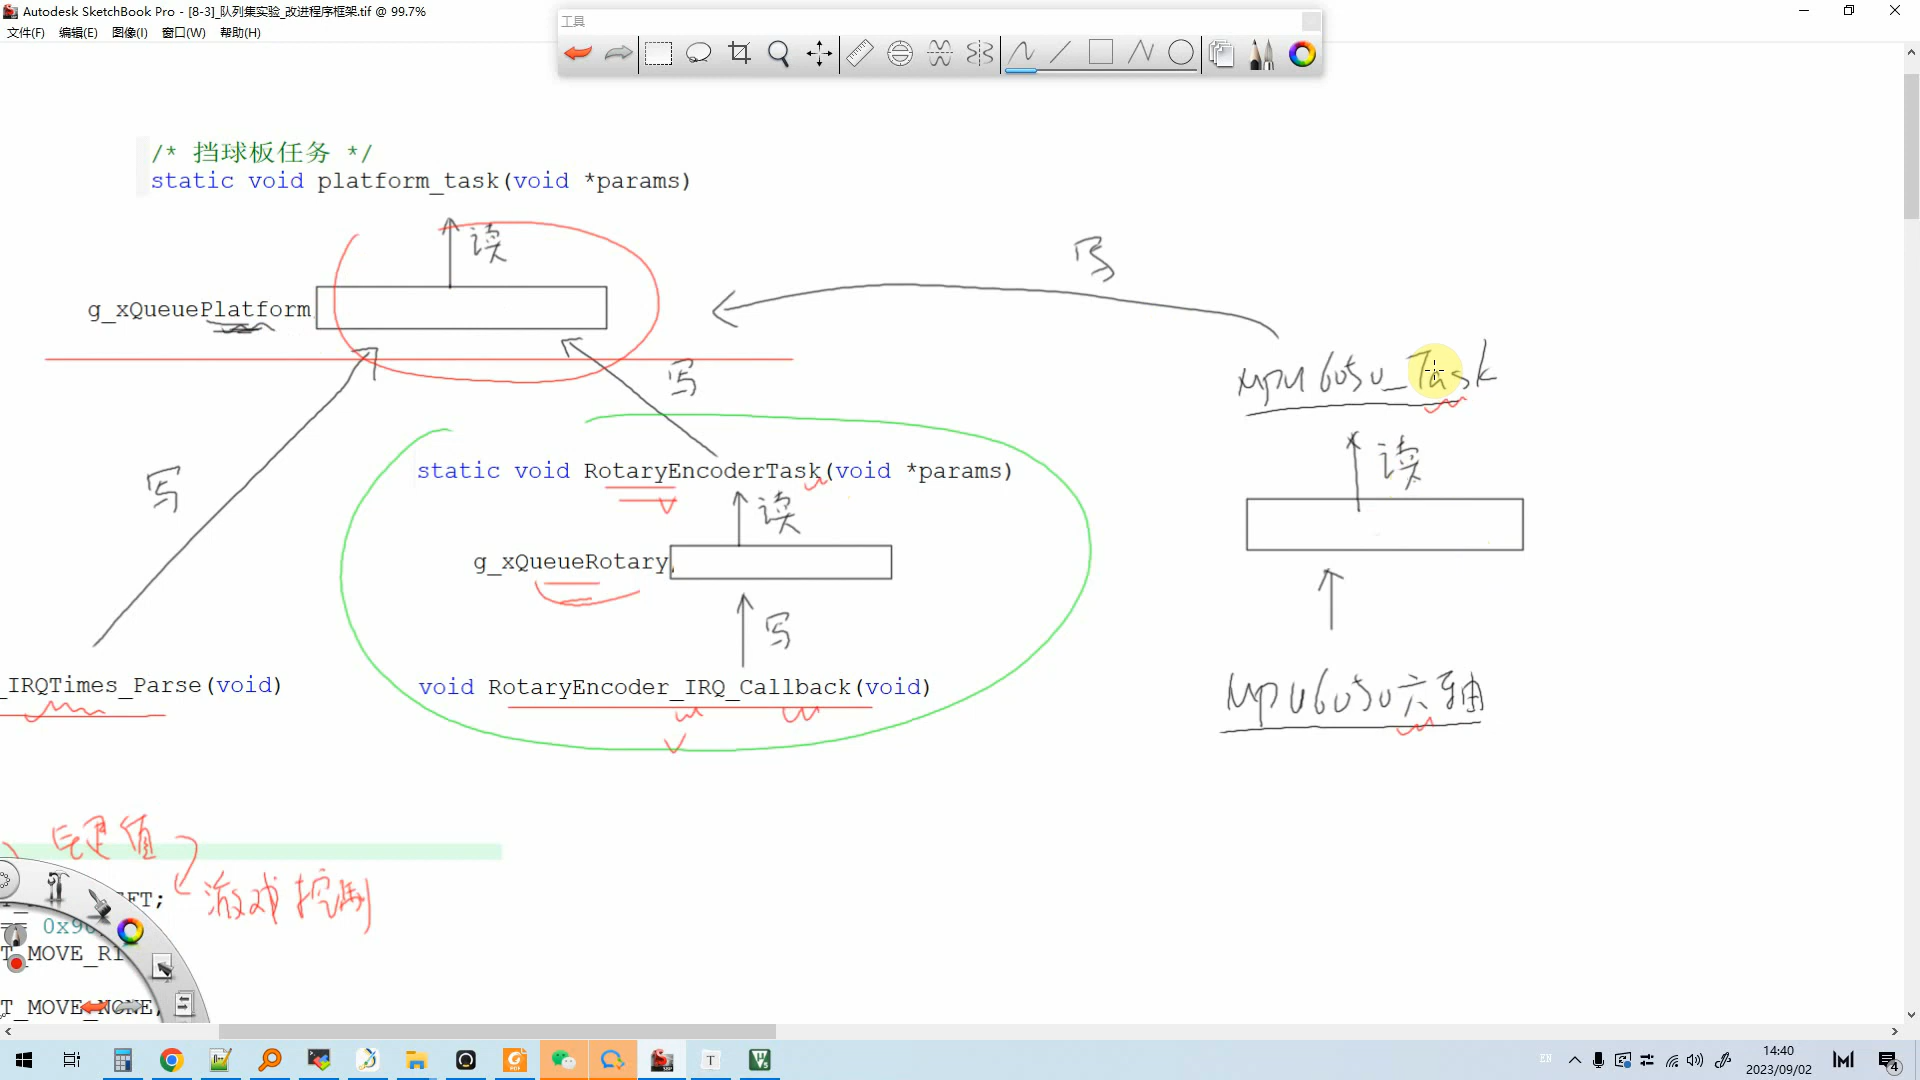 Autodesk SketchBook Pro - [8-3]_队列集实验_改进程序框架.tif @ 99.7%
文件(F) 编辑(E) 图像(I) 窗口(W) 帮助(H)
工具
/* 挡球板任务 */
static void platform_task(void *params)
读
写
g_xQueuePlatform
写
MPU6050_Task
写
static void RotaryEncoderTask(void *params)
读
读
g_xQueueRotary
写
_IRQTimes_Parse(void)
void RotaryEncoder_IRQ_Callback(void)
MPU6050六轴
键值
游戏控制
FT;
0x90
T_MOVE_RI
T_MOVE_NONE;
EN
14:40
2023/09/02
4